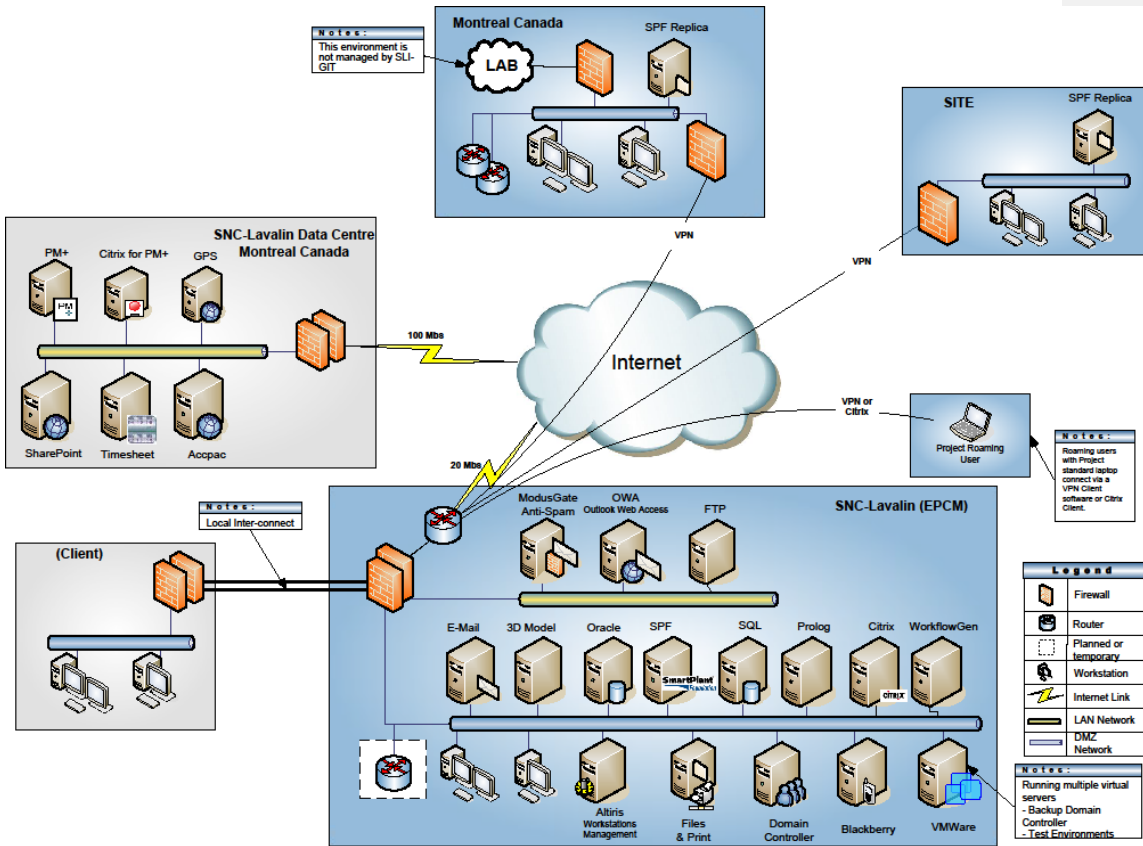 Notes:
This environment is
not managed by SLI-
GIT
Montreal Canada
SPF Replica
LAB
VPN
SITE
SPF Replica
VPN
SNC-Lavalin Data Centre
Montreal Canada
PM+
Citrix for PM+
GPS
PM
+
SharePoint
Timesheet
Accpac
100 Mbs
Internet
VPN or
Citrix
Project Roaming
User
Notes:
Roaming users
with Project
standard laptop
connect via a
VPN Client
software or Citrix
Client.
20 Mbs
Notes:
Local Inter-connect
(Client)
SNC-Lavalin (EPCM)
ModusGate
Anti-Spam
OWA
Outlook Web Access
FTP
E-Mail
3D Model
Oracle
SPF
SQL
Prolog
Citrix
WorkflowGen
SmartPlant
Foundation
CITRIX
Altiris
Workstations
Management
Files
& Print
Domain
Controller
Blackberry
VMWare
Legend
Firewall
Router
Planned or
temporary
Workstation
Internet Link
LAN Network
DMZ
Network
Notes:
Running multiple virtual
servers
- Backup Domain
Controller
- Test Environments